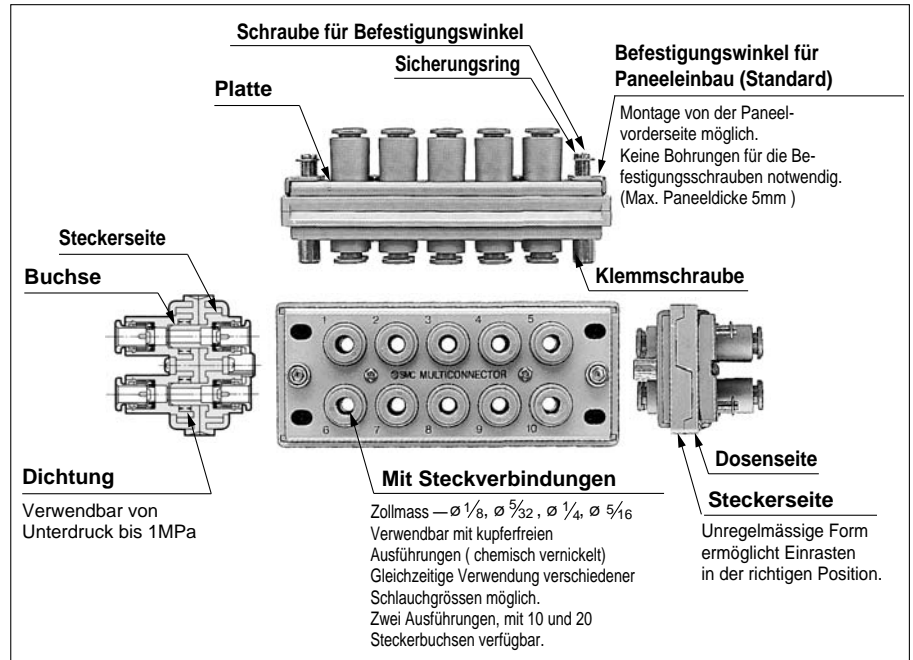 Schraube für Befestigungswinkel
Sicherungsring
Platte
Befestigungswinkel für
Paneeleinbau (Standard)
Montage von der Paneel-
vorderseite möglich.
Keine Bohrungen für die Be-
festigungsschrauben notwendig.
(Max. Paneeldicke 5mm )
Steckerseite
Buchse
Klemmschraube
1 2 3 4 5
SMC MULTICONNECTOR
6 7 8 9 10
Dichtung
Verwendbar von
Unterdruck bis 1MPa
Mit Steckverbindungen
Zollmass — ø 1/8, ø 5/32 , ø 1/4, ø 5/16
Verwendbar mit kupferfreien
Ausführungen ( chemisch vernickelt)
Gleichzeitige Verwendung verschiedener
Schlauchgrössen möglich.
Zwei Ausführungen, mit 10 und 20
Steckerbuchsen verfügbar.
Dosenseite
Steckerseite
Unregelmässige Form
ermöglicht Einrasten
in der richtigen Position.